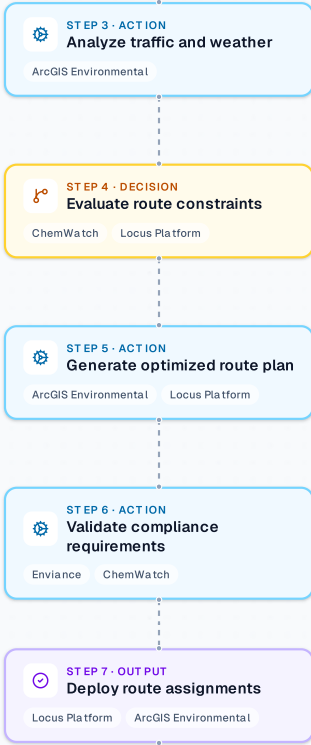 STEP 3 · ACTION
Analyze traffic and weather
ArcGIS Environmental
STEP 4 · DECISION
Evaluate route constraints
ChemWatch Locus Platform
STEP 5 · ACTION
Generate optimized route plan
ArcGIS Environmental Locus Platform
STEP 6 · ACTION
Validate compliance
requirements
Enviance ChemWatch
STEP 7 · OUTPUT
Deploy route assignments
Locus Platform ArcGIS Environmental